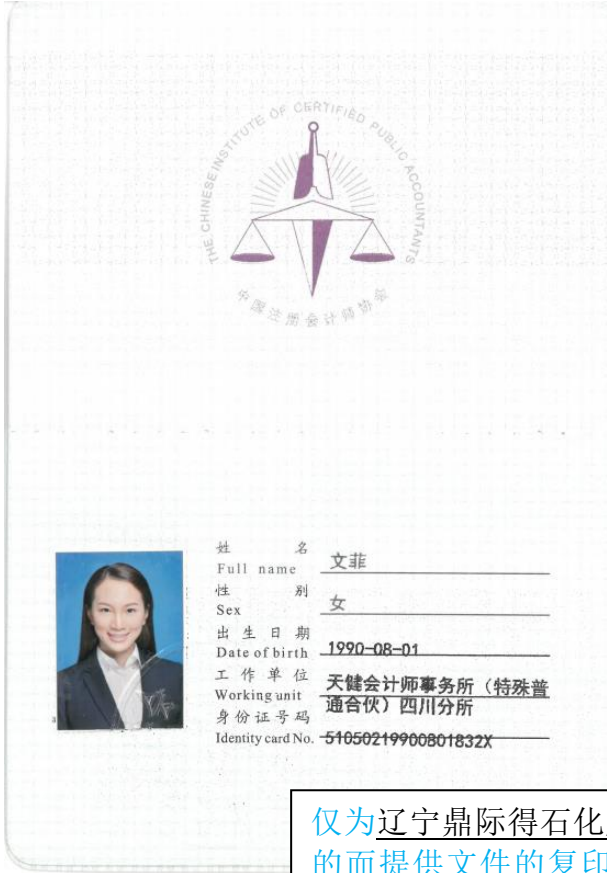 THE CHINESE INSTITUTE OF CERTIFIED PUBLIC ACCOUNTANTS
中国注册会计师协会
姓 名
Full name
文菲
性 别
Sex
女
出生日期
Date of birth
1990-08-01
工作单位
Working unit
天健会计师事务所（特殊普
通合伙）四川分所
身份证号码
Identity card No.
51050219900801832X
仅为辽宁鼎际得石化
的而提供文件的复印